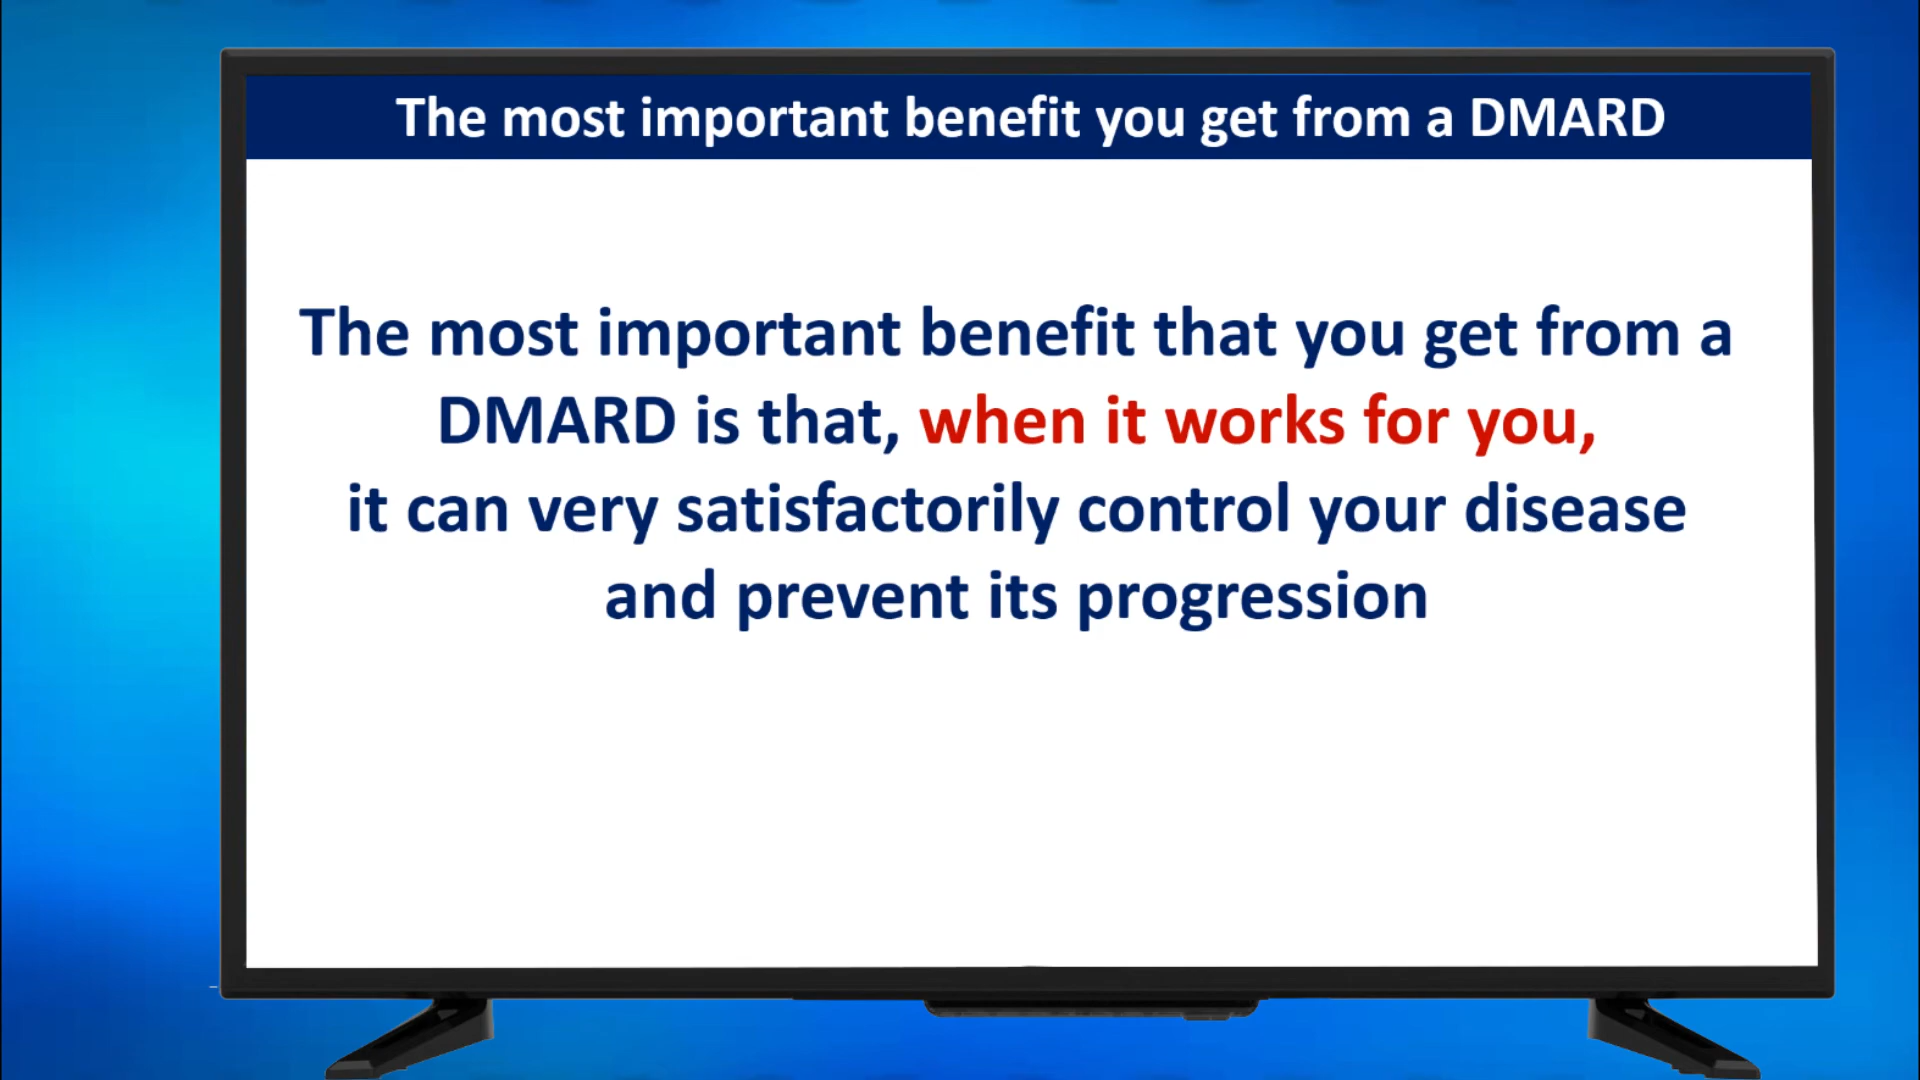 The most important benefit you get from a DMARD
The most important benefit that you get from a
DMARD is that, when it works for you,
it can very satisfactorily control your disease
and prevent its progression